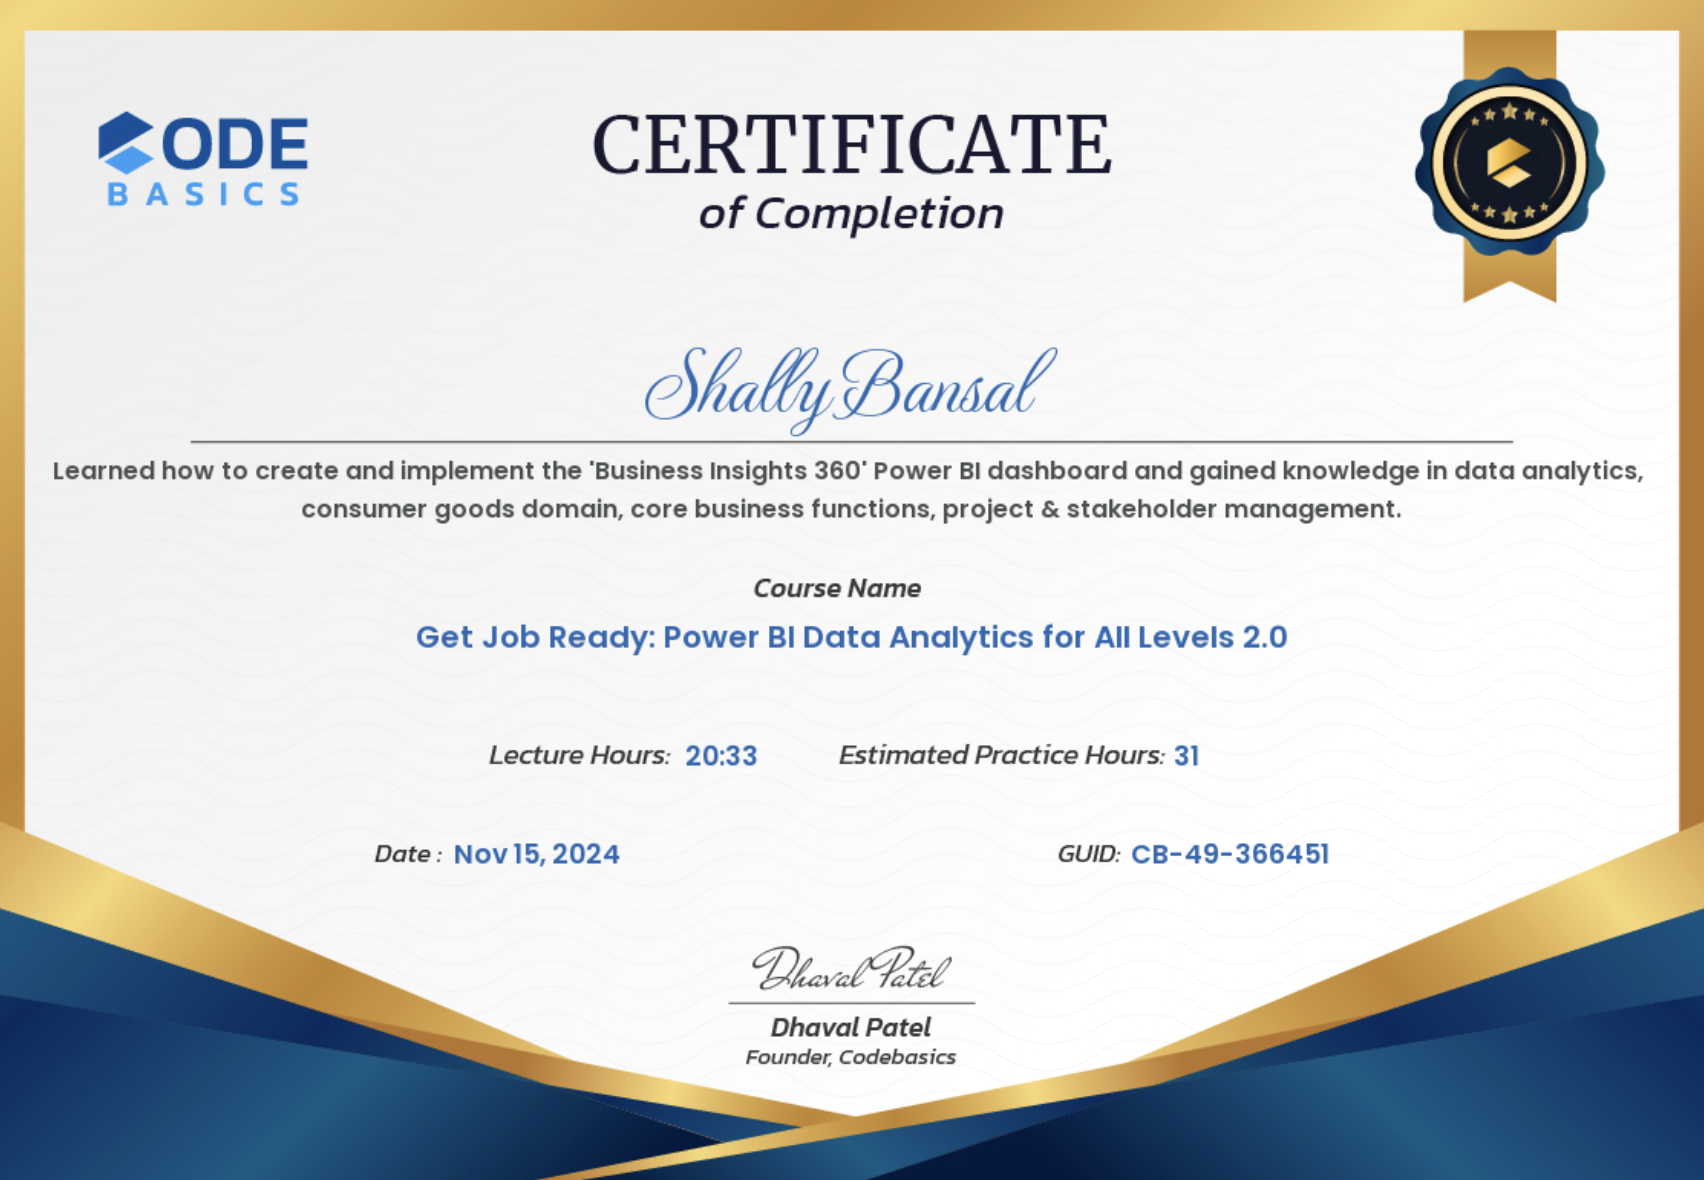 CODE
BASICS
CERTIFICATE
of Completion
Shally Bansal
Learned how to create and implement the 'Business Insights 360' Power BI dashboard and gained knowledge in data analytics,
consumer goods domain, core business functions, project & stakeholder management.
Course Name
Get Job Ready: Power BI Data Analytics for All Levels 2.0
Lecture Hours: 20:33 Estimated Practice Hours: 31
Date : Nov 15, 2024 GUID: CB-49-366451
Dhaval Patel
Dhaval Patel
Founder, Codebasics